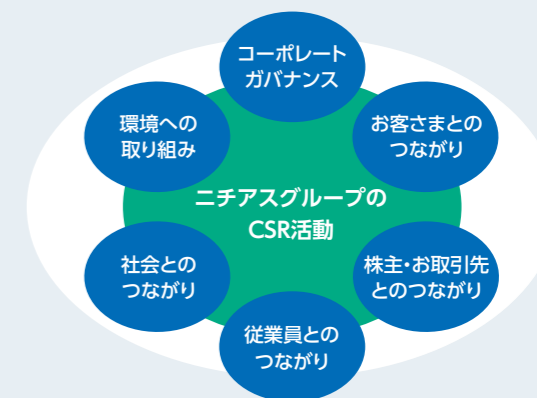 コーポレート
ガバナンス
環境への
取り組み
お客さまとの
つながり
ニチアスグループの
CSR活動
社会との
つながり
株主・お取引先
とのつながり
従業員との
つながり